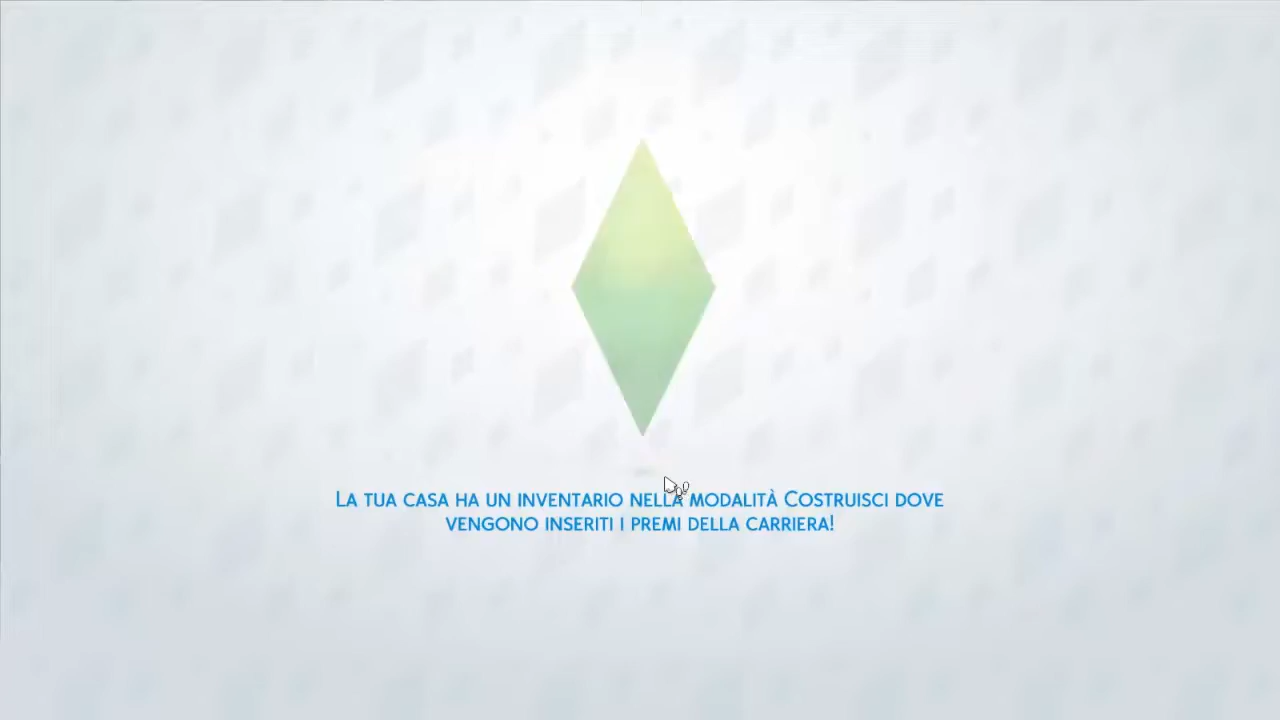 La tua casa ha un inventario nella modalità Costruisci dove
vengono inseriti i premi della carriera!